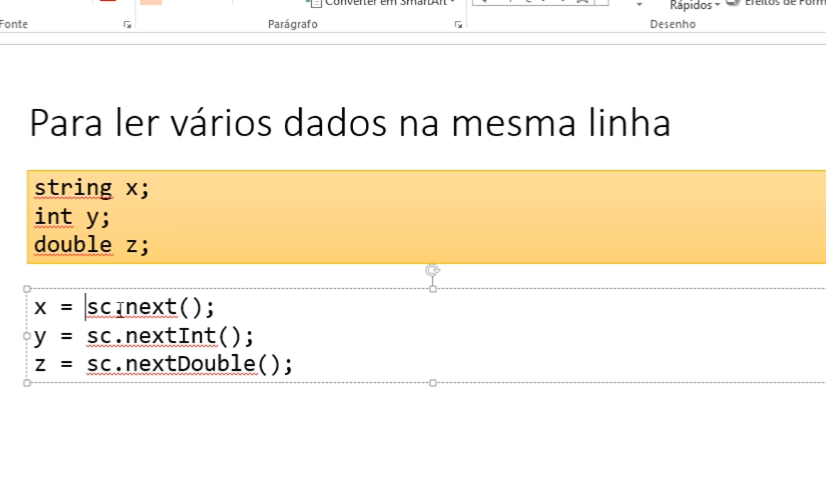 Converter em SmartArt
Rápidos
Efeitos de Form
Fonte
Parágrafo
Desenho
Para ler vários dados na mesma linha
string x;
int y;
double z;
x = sc.next();
y = sc.nextInt();
z = sc.nextDouble();